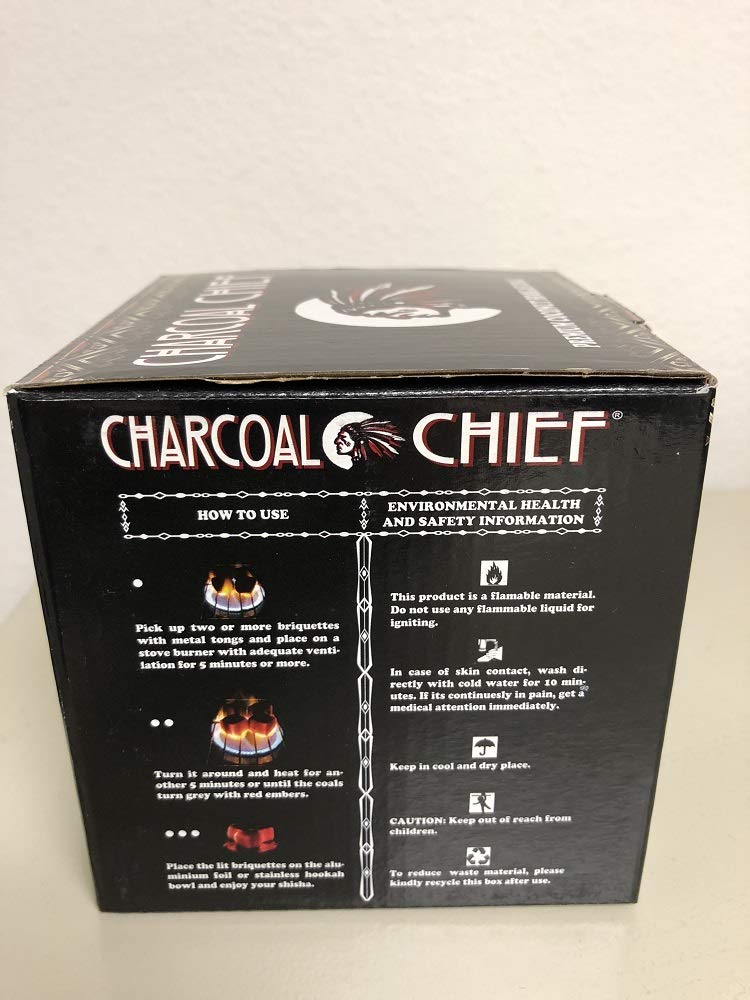 CHARCOAL CHIEF
CHARCOAL CHIEF®
HOW TO USE
Pick up two or more briquettes
with metal tongs and place on a
stove burner with adequate venti-
lation for 5 minutes or more.
Turn it around and heat for an-
other 5 minutes or until the coals
turn grey with red embers.
Place the lit briquettes on the alu-
minium foil or stainless hookah
bowl and enjoy your shisha.
ENVIRONMENTAL HEALTH
AND SAFETY INFORMATION
This product is a flamable material.
Do not use any flammable liquid for
igniting.
In case of skin contact, wash di-
rectly with cold water for 10 min-
utes. If its continuesly in pain, get a
medical attention immediately.
Keep in cool and dry place.
CAUTION: Keep out of reach from
children.
To reduce waste material, please
kindly recycle this box after use.